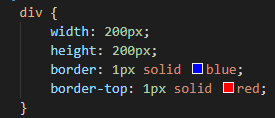 div {
    width: 200px;
    height: 200px;
    border: 1px solid blue;
    border-top: 1px solid red;
}